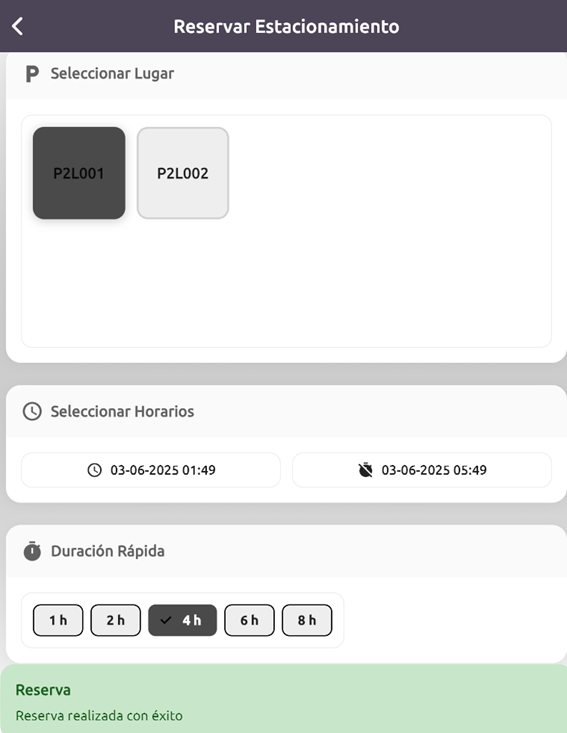 Reservar Estacionamiento
P Seleccionar Lugar
P2L001 P2L002
Seleccionar Horarios
03-06-2025 01:49 03-06-2025 05:49
Duración Rápida
1 h 2 h 4 h 6 h 8 h
Reserva
Reserva realizada con éxito